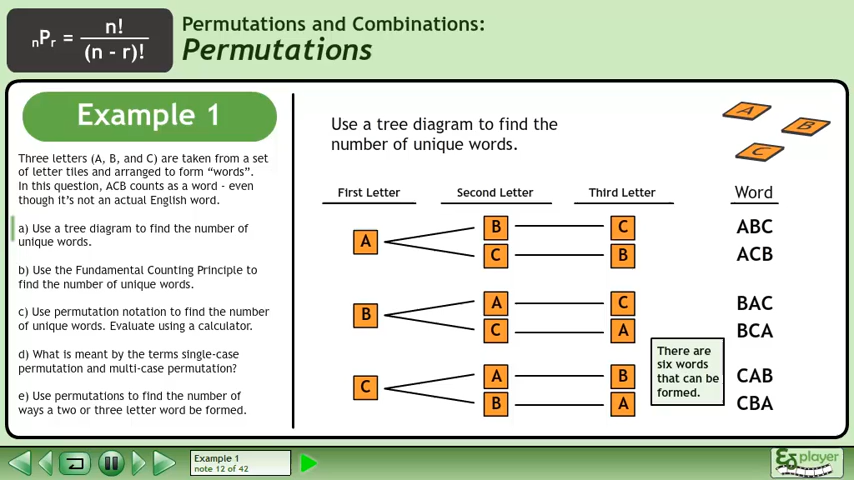 nPr = n! / (n - r)!
Permutations and Combinations:
Permutations
Example 1
Three letters (A, B, and C) are taken from a set
of letter tiles and arranged to form “words”.
In this question, ACB counts as a word - even
though it’s not an actual English word.
a) Use a tree diagram to find the number of
unique words.
b) Use the Fundamental Counting Principle to
find the number of unique words.
c) Use permutation notation to find the number
of unique words. Evaluate using a calculator.
d) What is meant by the terms single-case
permutation and multi-case permutation?
e) Use permutations to find the number of
ways a two or three letter word be formed.
Use a tree diagram to find the
number of unique words.
A
B
C
First Letter Second Letter Third Letter Word
B C ABC
A
C B ACB
A C BAC
B
C A BCA
A B CAB
C
B A CBA
There are
six words
that can be
formed.
Example 1
note 12 of 42
player